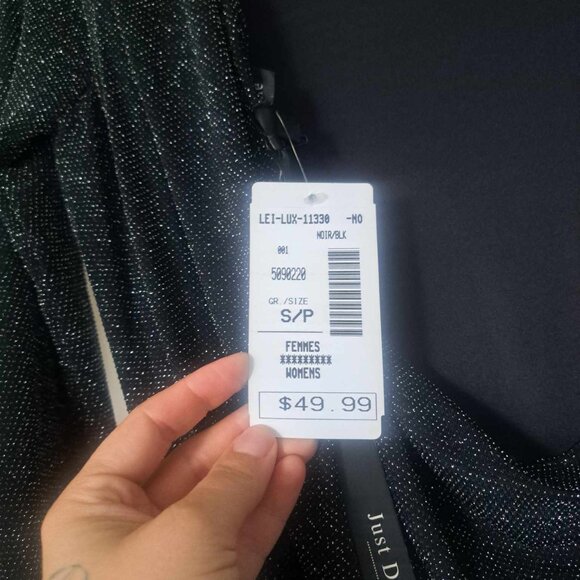 LEI-LUX-11330 -NO
NOIR/BLK
001
5090220
GR./SIZE
S/P
FEMMES
XXXXXXXXX
WOMENS
$49.99
Just D